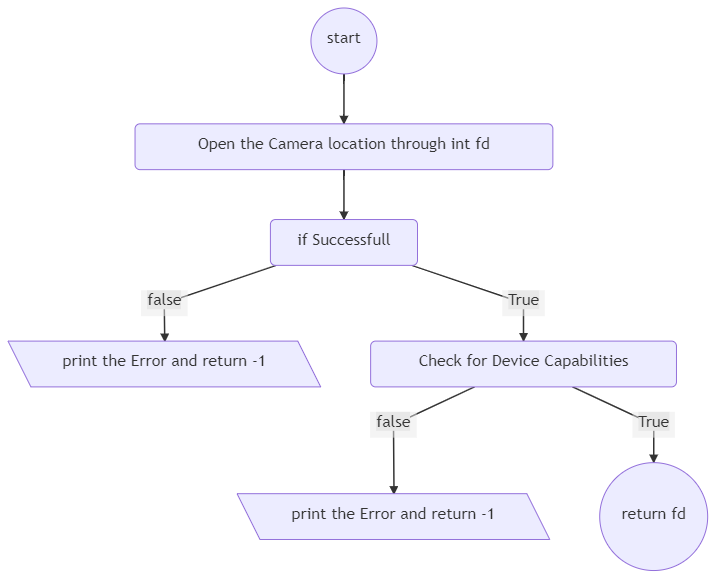 start
Open the Camera location through int fd
if Successfull
false
True
print the Error and return -1
Check for Device Capabilities
false
True
print the Error and return -1
return fd